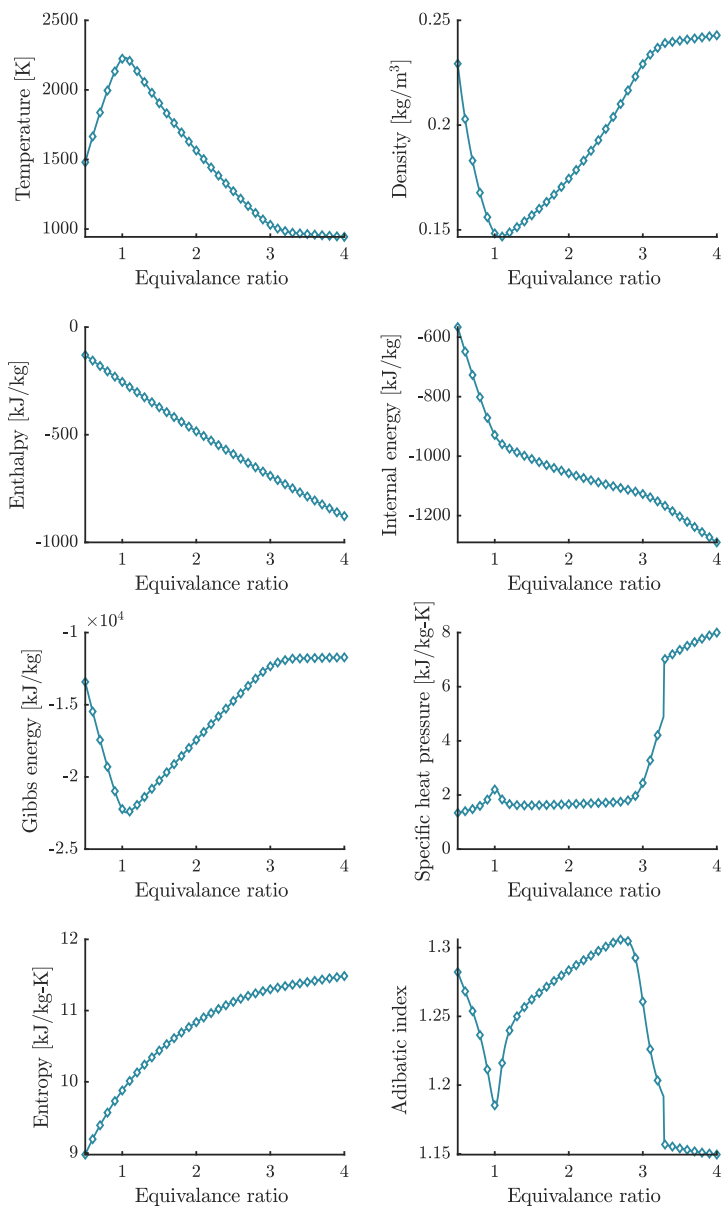 2500
2000
1500
1000
Temperature [K]
1 2 3 4
Equivalance ratio
0.25
0.2
0.15
Density [kg/m³]
1 2 3 4
Equivalance ratio
0
-500
-1000
Enthalpy [kJ/kg]
1 2 3 4
Equivalance ratio
-600
-800
-1000
-1200
Internal energy [kJ/kg]
1 2 3 4
Equivalance ratio
×10⁴
-1
-1.5
-2
-2.5
Gibbs energy [kJ/kg]
1 2 3 4
Equivalance ratio
8
6
4
2
0
Specific heat pressure [kJ/kg-K]
1 2 3 4
Equivalance ratio
12
11
10
9
Entropy [kJ/kg-K]
1 2 3 4
Equivalance ratio
1.3
1.25
1.2
1.15
Adibatic index
1 2 3 4
Equivalance ratio